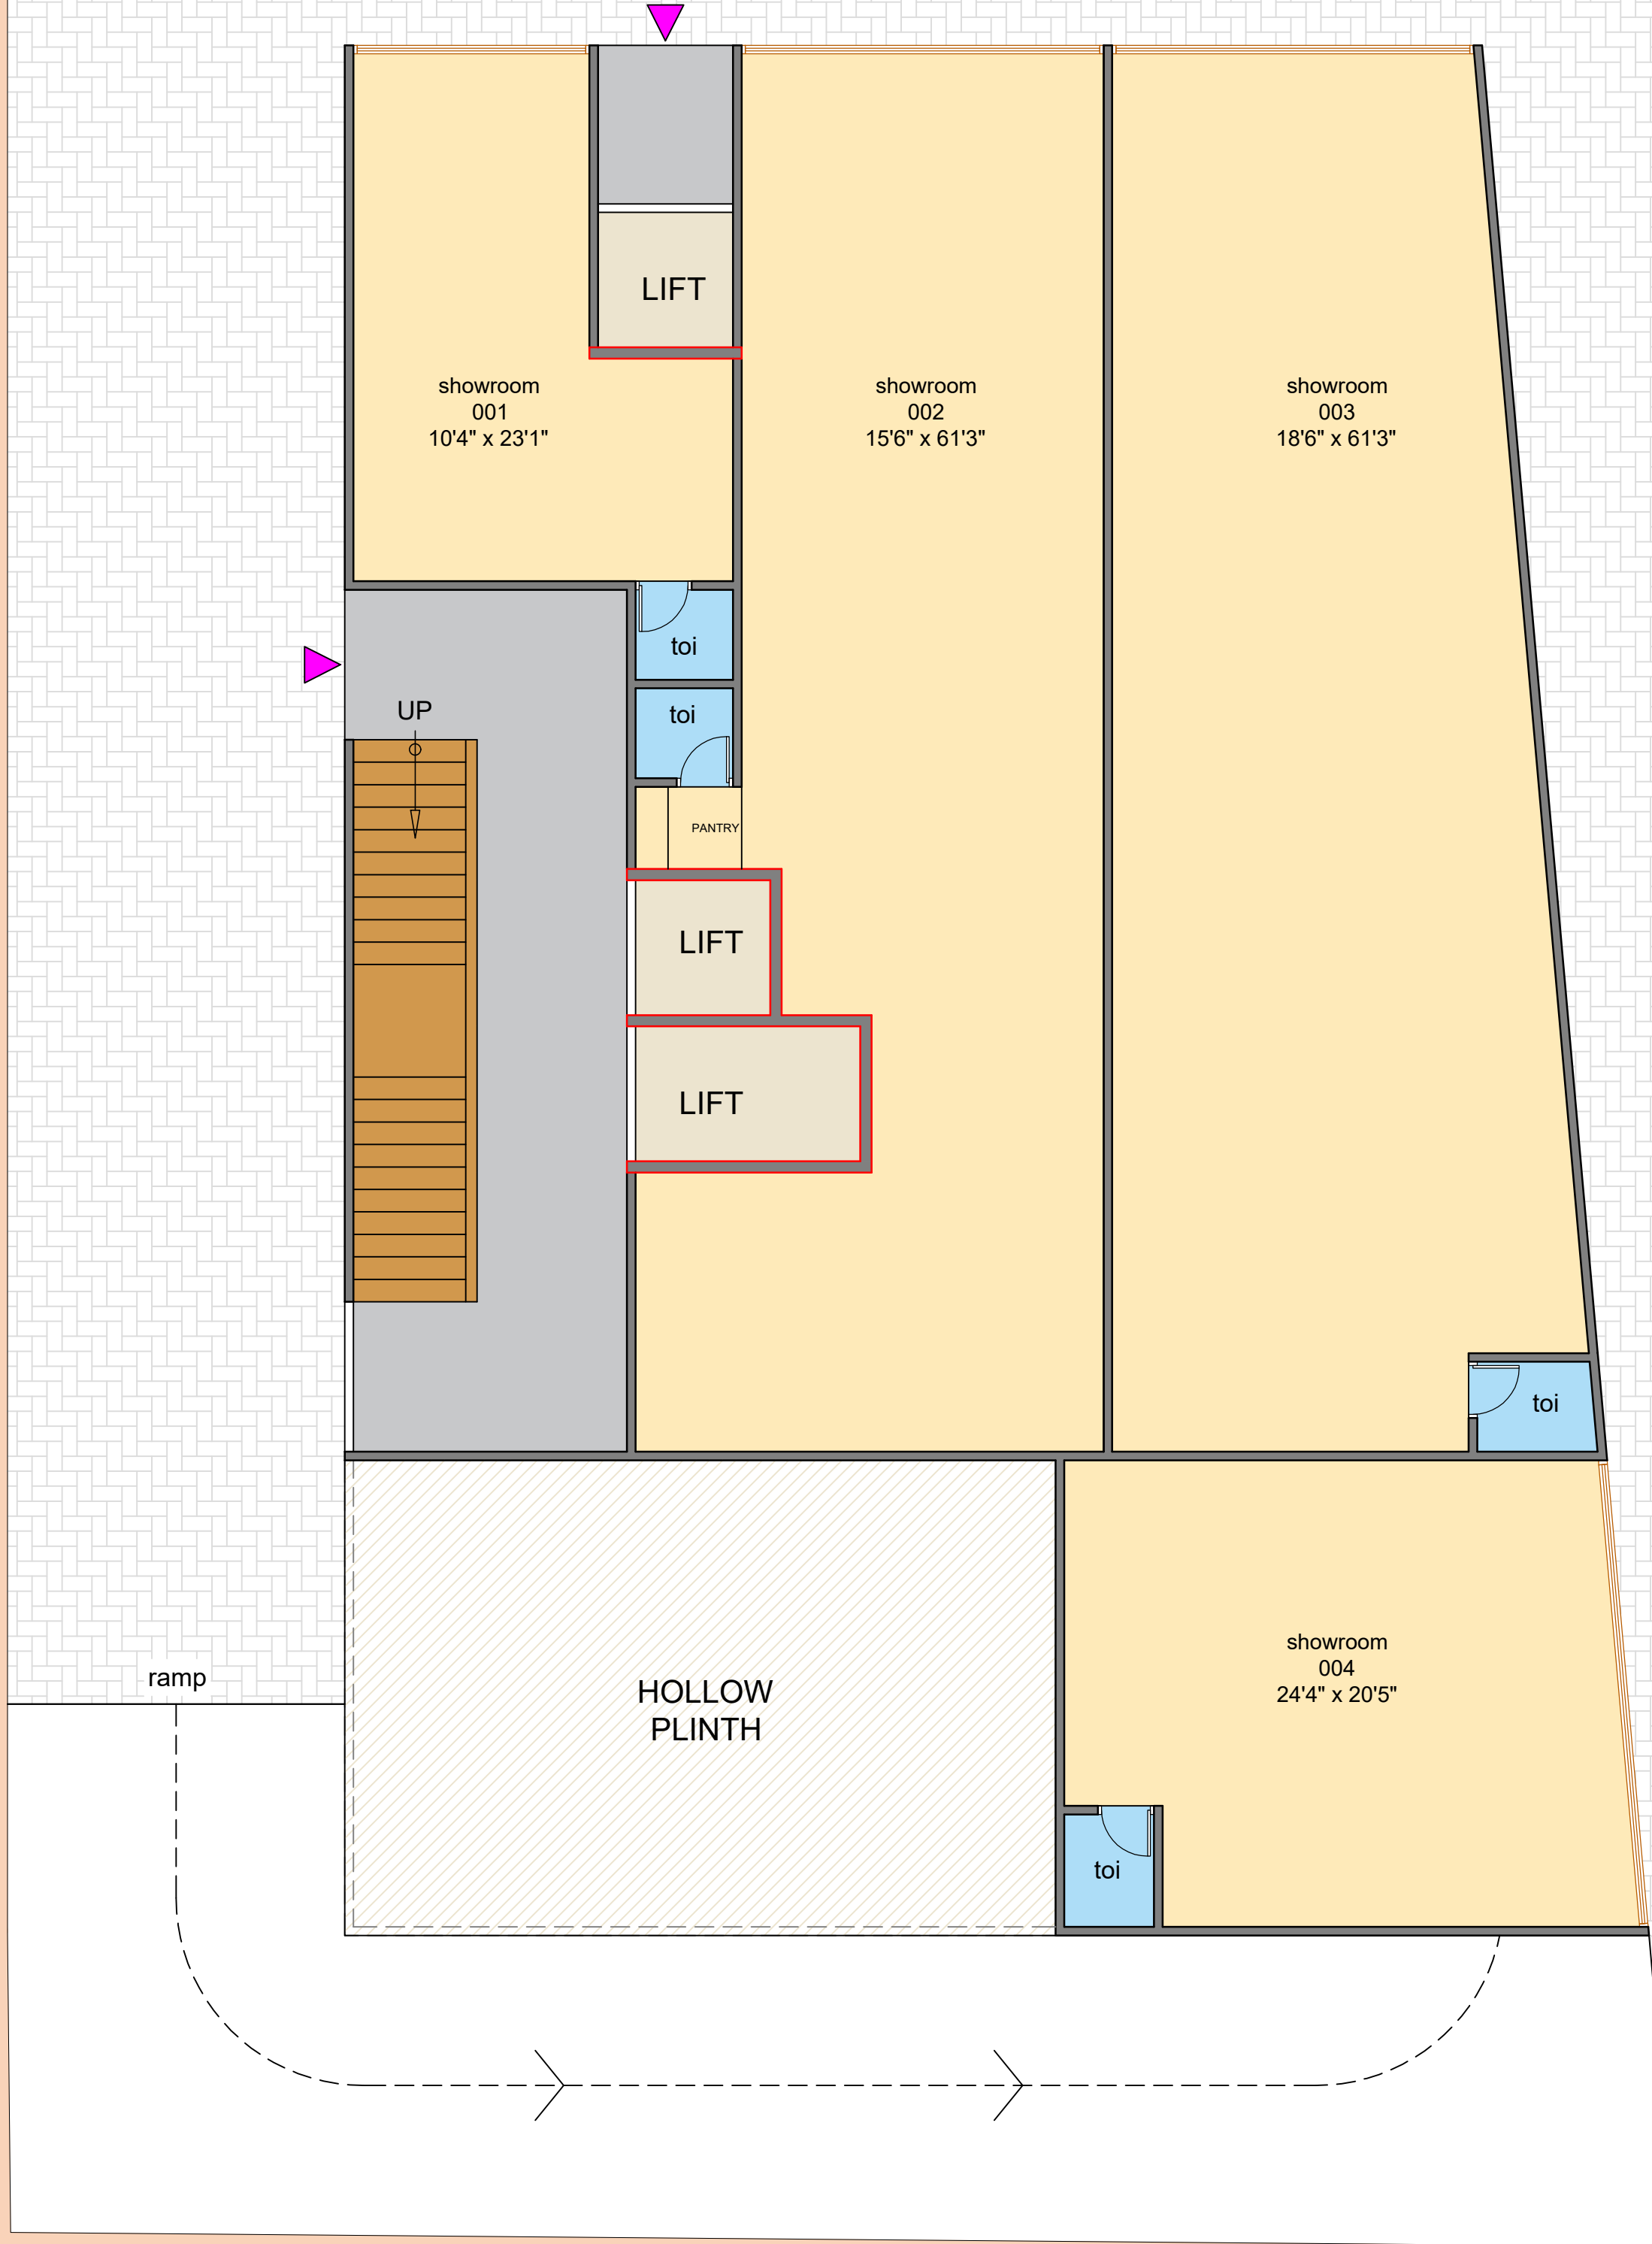 LIFT
showroom
001
10'4" x 23'1"
showroom
002
15'6" x 61'3"
showroom
003
18'6" x 61'3"
toi
UP
toi
PANTRY
LIFT
LIFT
toi
showroom
004
24'4" x 20'5"
ramp
HOLLOW
PLINTH
toi